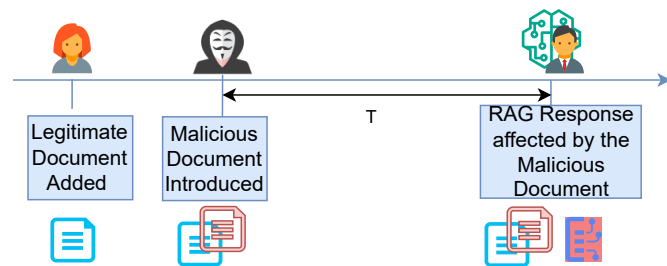 T
Legitimate
Document
Added
Malicious
Document
Introduced
RAG Response
affected by the
Malicious
Document